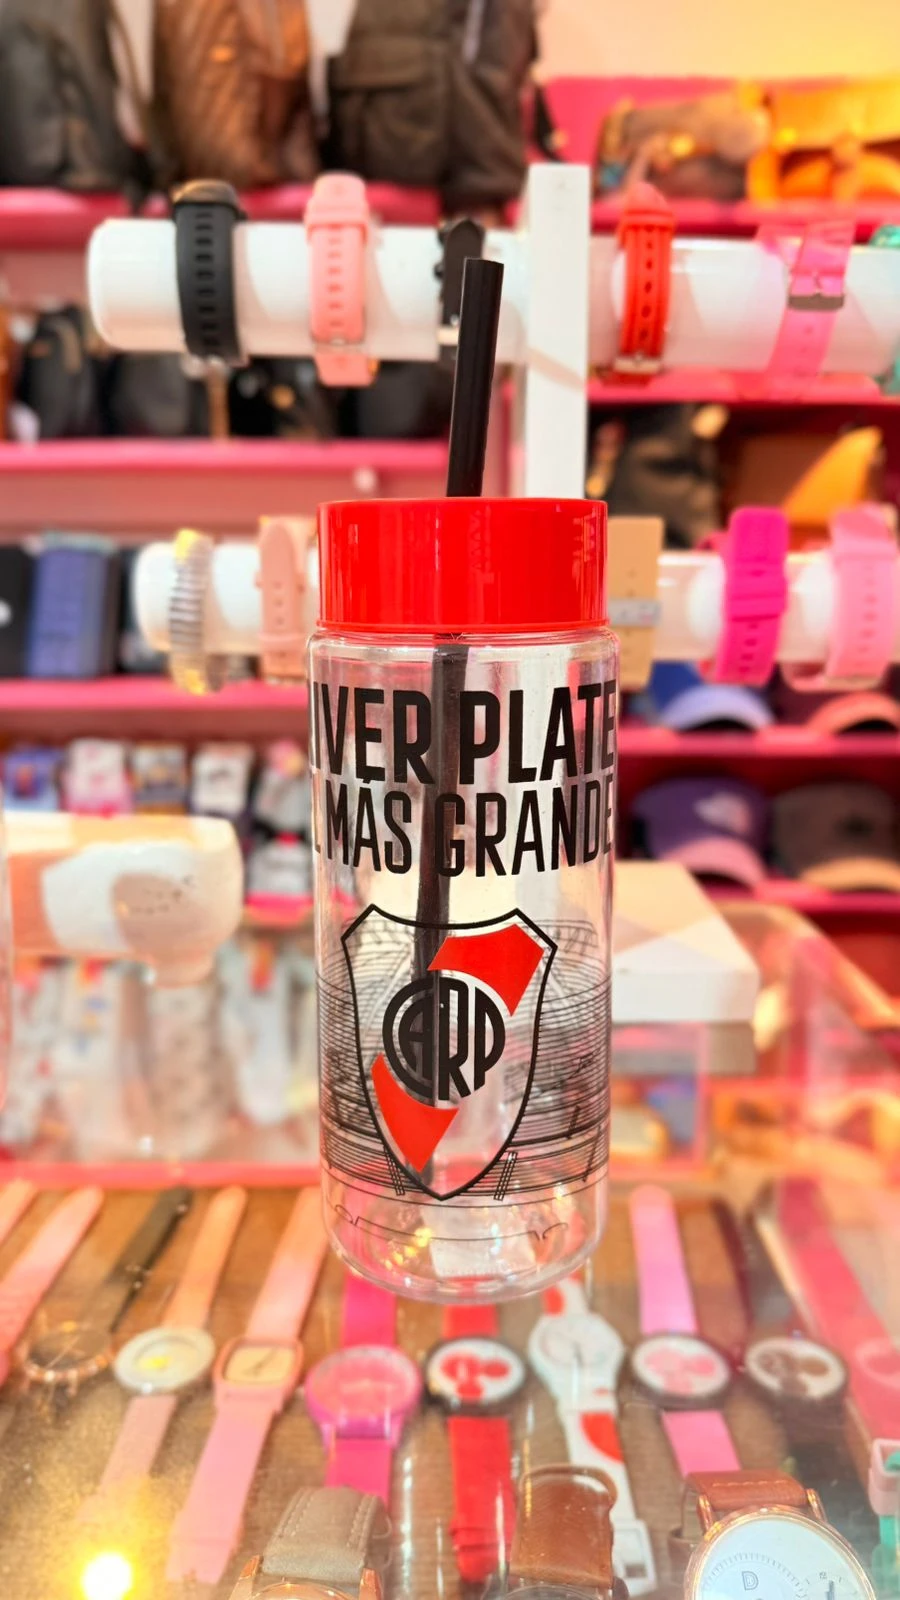 IVER PLATE
L MÁS GRANDE
CARP